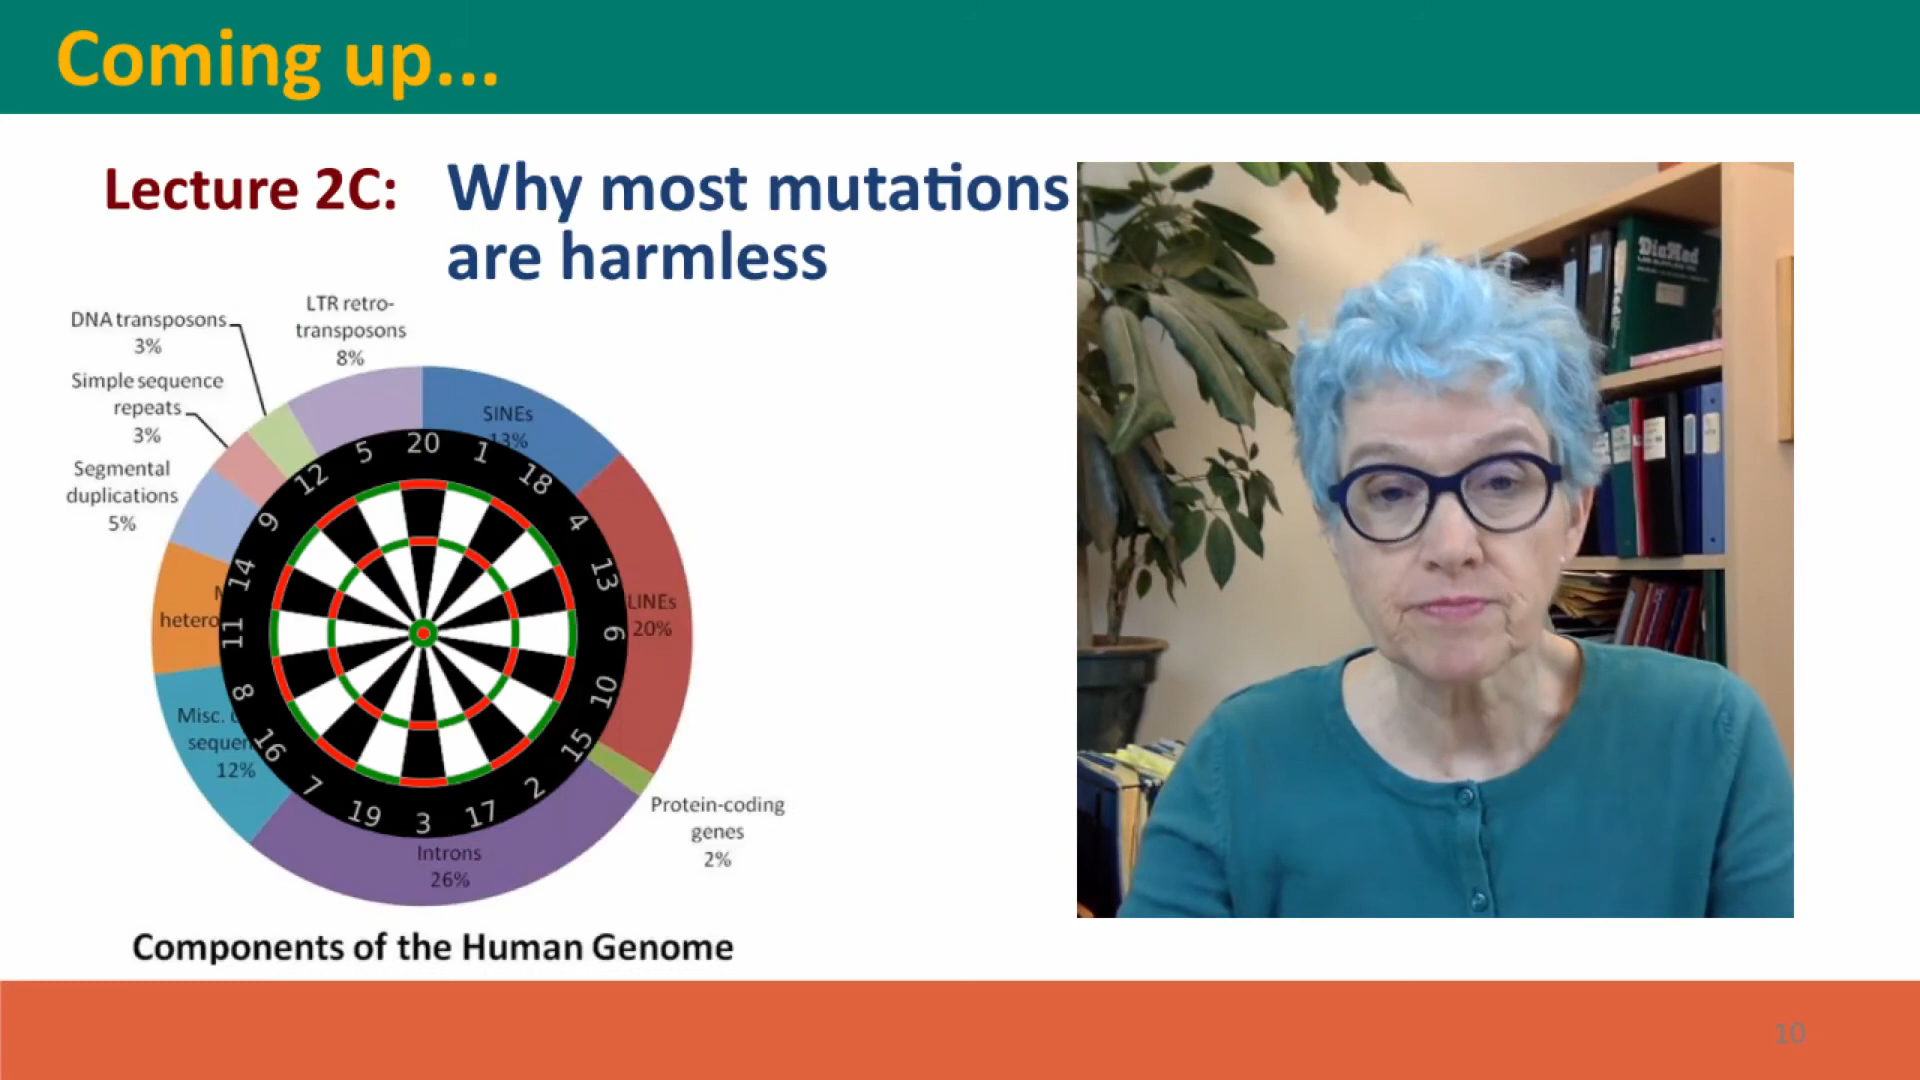 Coming up...
Lecture 2C:
Why most mutations
are harmless
LTR retro-
transposons
8%
DNA transposons
3%
Simple sequence
repeats
3%
Segmental
duplications
5%
SINEs
13%
LINEs
20%
Protein-coding
genes
2%
Introns
26%
Misc.
12%
20
1
18
4
13
6
10
15
2
17
3
19
7
16
8
11
14
9
12
5
Components of the Human Genome
DiaMed
10